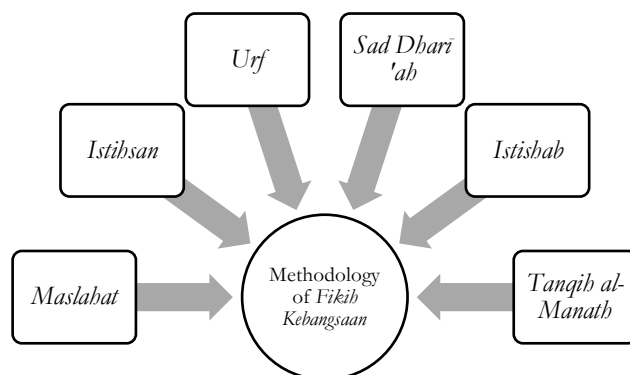 Urf
Sad Dharī
'ah
Istihsan
Istishab
Maslahat
Methodology
of Fikih
Kebangsaan
Tanqih al-
Manath